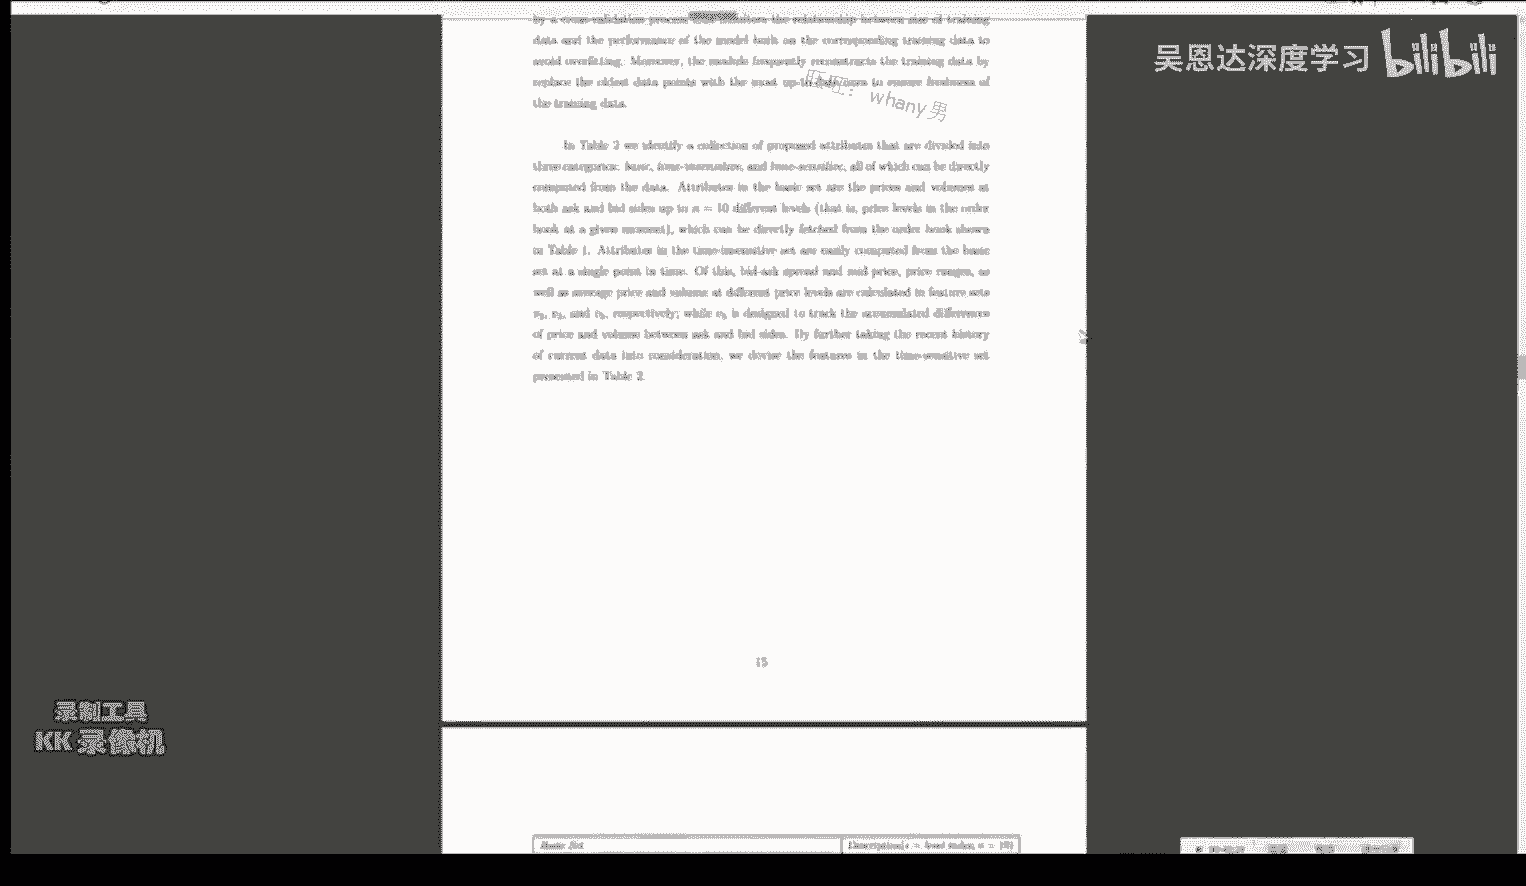 吴恩达深度学习 bilibili
by a cross-validation process that monitors the relationship between size of training
data and the performance of the model built on the corresponding training data to
avoid overfitting. Moreover, the module frequently reconstructs the training data by
replace the oldest data points with the most up-to-date ones to ensure freshness of
the training data.
whany男
In Table 2 we identify a collection of proposed attributes that are divided into
three categories: basic, time-insensitive, and time-sensitive, all of which can be directly
computed from the data. Attributes in the basic set are the prices and volumes at
both ask and bid sides up to n = 10 different levels (that is, price levels in the order
book at a given moment), which can be directly fetched from the order book shown
in Table 1. Attributes in the time-insensitive set are easily computed from the basic
set at a single point in time. Of this, bid-ask spread and mid-price, price ranges, as
well as average price and volume at different price levels are calculated in feature sets
and respectively; while is designed to track the accumulated differences
of price and volume between ask and bid sides. By further taking the recent history
of current data into consideration, we devise the features in the time-sensitive set
presented in Table 2.
15
录制工具
KK 录像机
Basic Set Description(i = level index, n = 10)